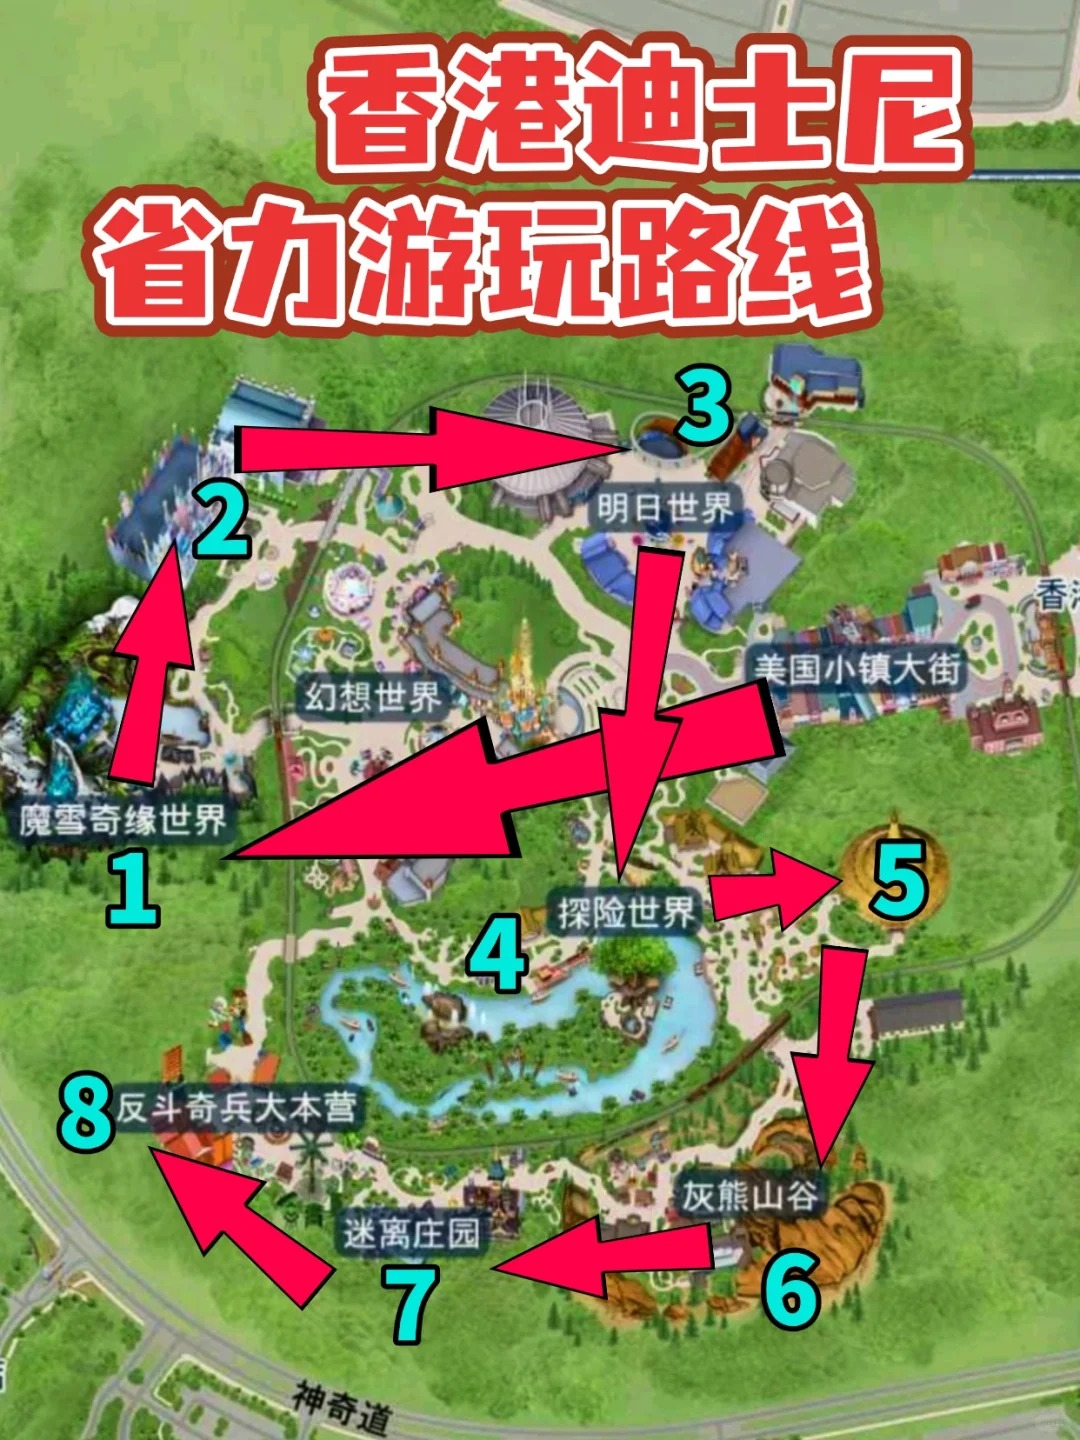 香港迪士尼
省力游玩路线
3
2
明日世界
香
美国小镇大街
幻想世界
魔雪奇缘世界
1
5
探险世界
4
8
反斗奇兵大本营
灰熊山谷
迷离庄园
6
7
神奇道